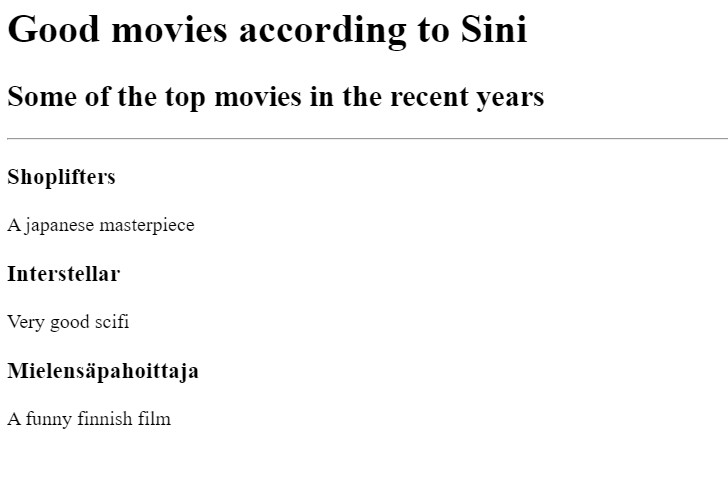 Good movies according to Sini
Some of the top movies in the recent years
Shoplifters
A japanese masterpiece
Interstellar
Very good scifi
Mielensäpahoittaja
A funny finnish film